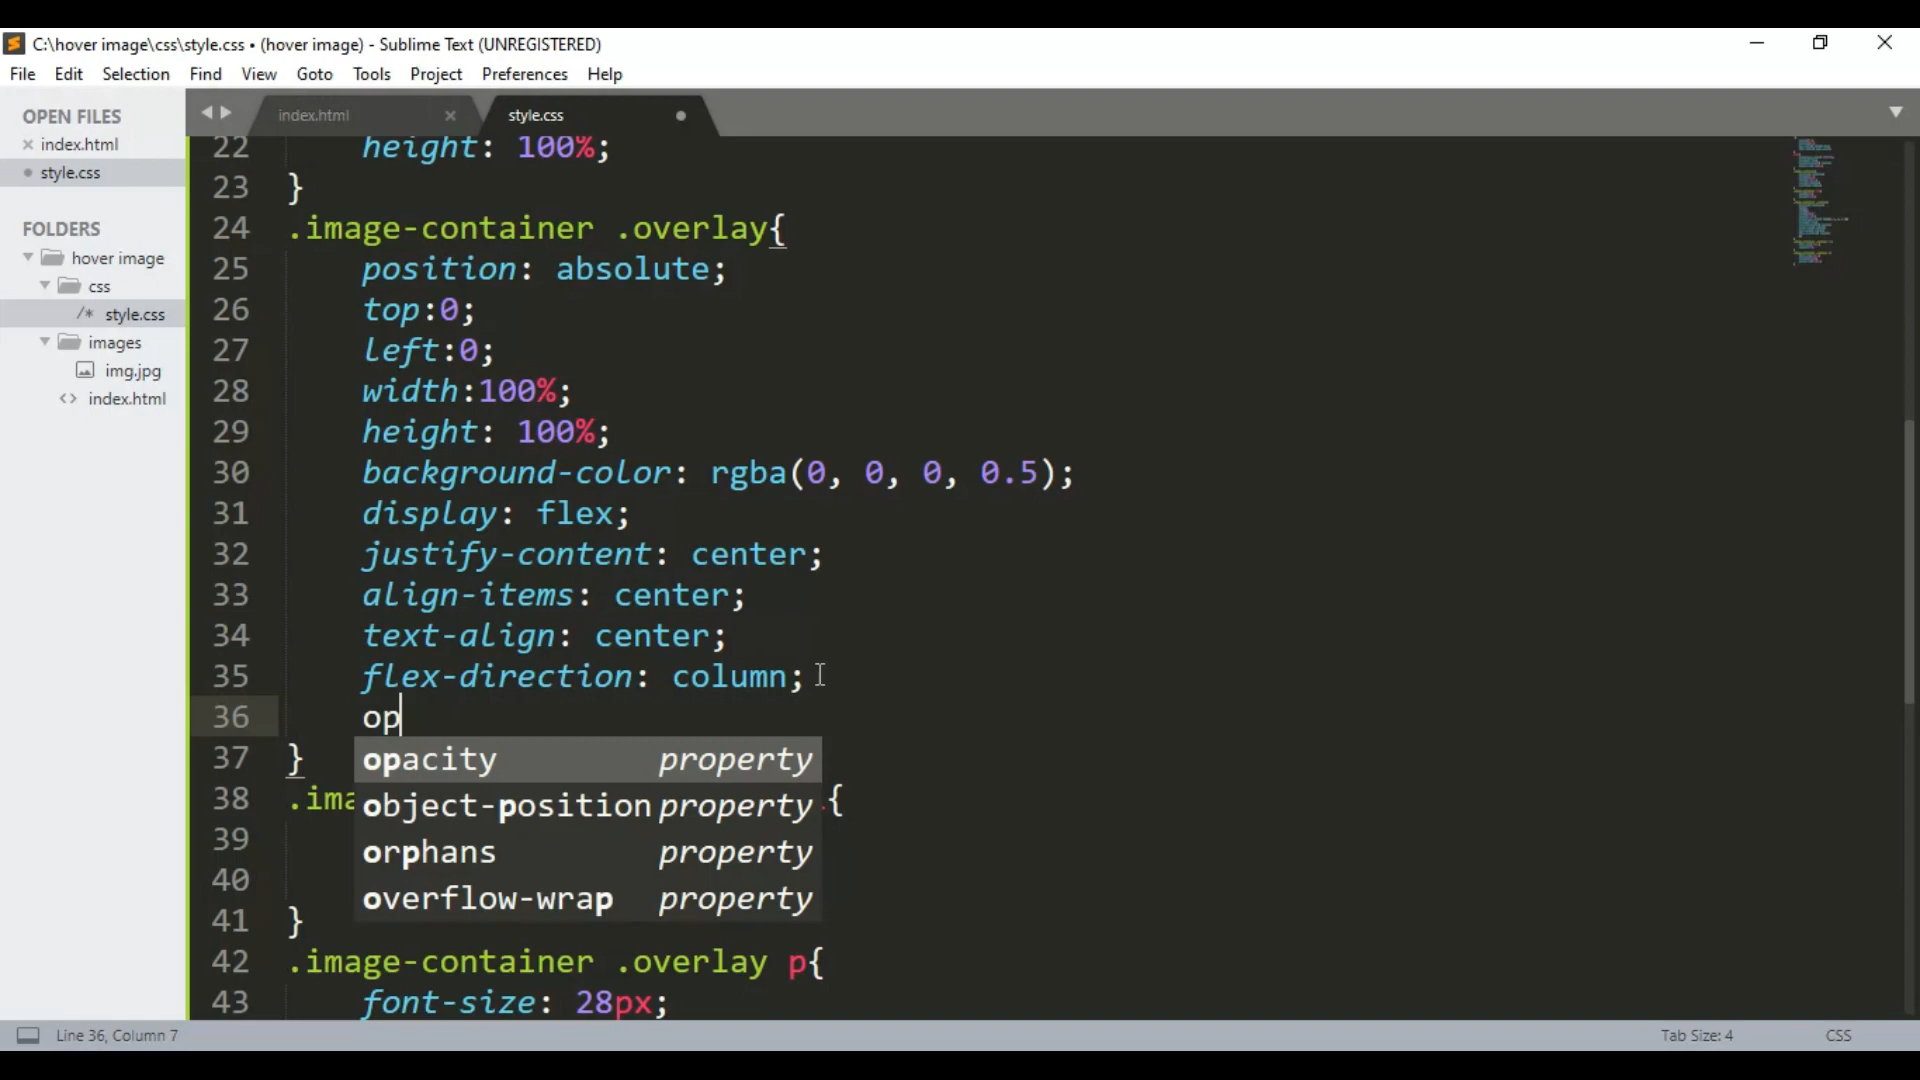 C:\hover image\css\style.css • (hover image) - Sublime Text (UNREGISTERED)
File Edit Selection Find View Goto Tools Project Preferences Help
OPEN FILES
index.html
style.css
FOLDERS
hover image
css
/* style.css
images
img.jpg
<> index.html
index.html
style.css
22 height: 100%;
23 }
24 .image-container .overlay{
25 position: absolute;
26 top:0;
27 left:0;
28 width:100%;
29 height: 100%;
30 background-color: rgba(0, 0, 0, 0.5);
31 display: flex;
32 justify-content: center;
33 align-items: center;
34 text-align: center;
35 flex-direction: column;
36 op
37 }
opacity property
38 .ima {
object-position property
39
orphans property
40
overflow-wrap property
41 }
42 .image-container .overlay p{
43 font-size: 28px;
Line 36, Column 7
Tab Size: 4
CSS